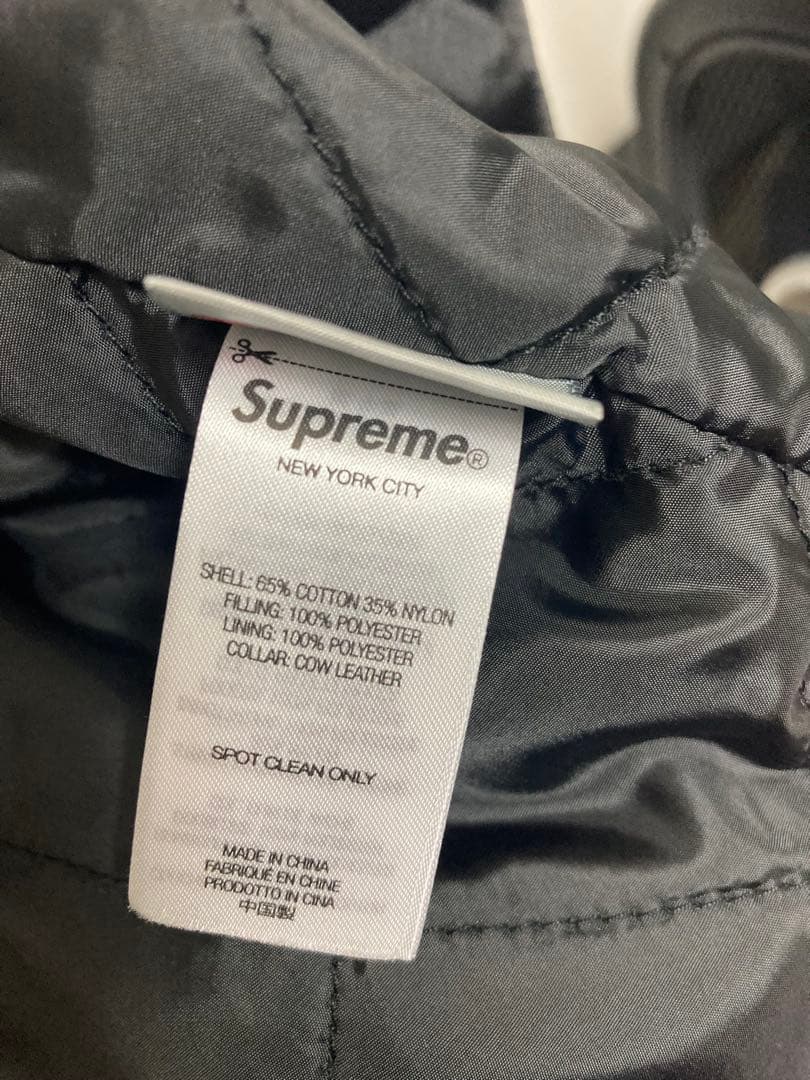 Supreme®
NEW YORK CITY
SHELL: 65% COTTON 35% NYLON
FILLING: 100% POLYESTER
LINING: 100% POLYESTER
COLLAR: COW LEATHER
SPOT CLEAN ONLY
MADE IN CHINA
FABRIQUÉ EN CHINE
PRODOTTO IN CINA
中国製